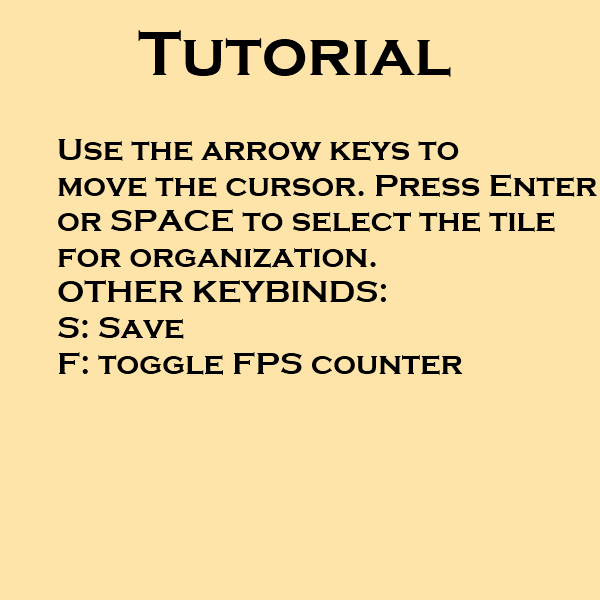 Tutorial
Use the arrow keys to
move the cursor. Press Enter
or SPACE to select the tile
for organization.
OTHER KEYBINDS:
S: Save
F: toggle FPS counter